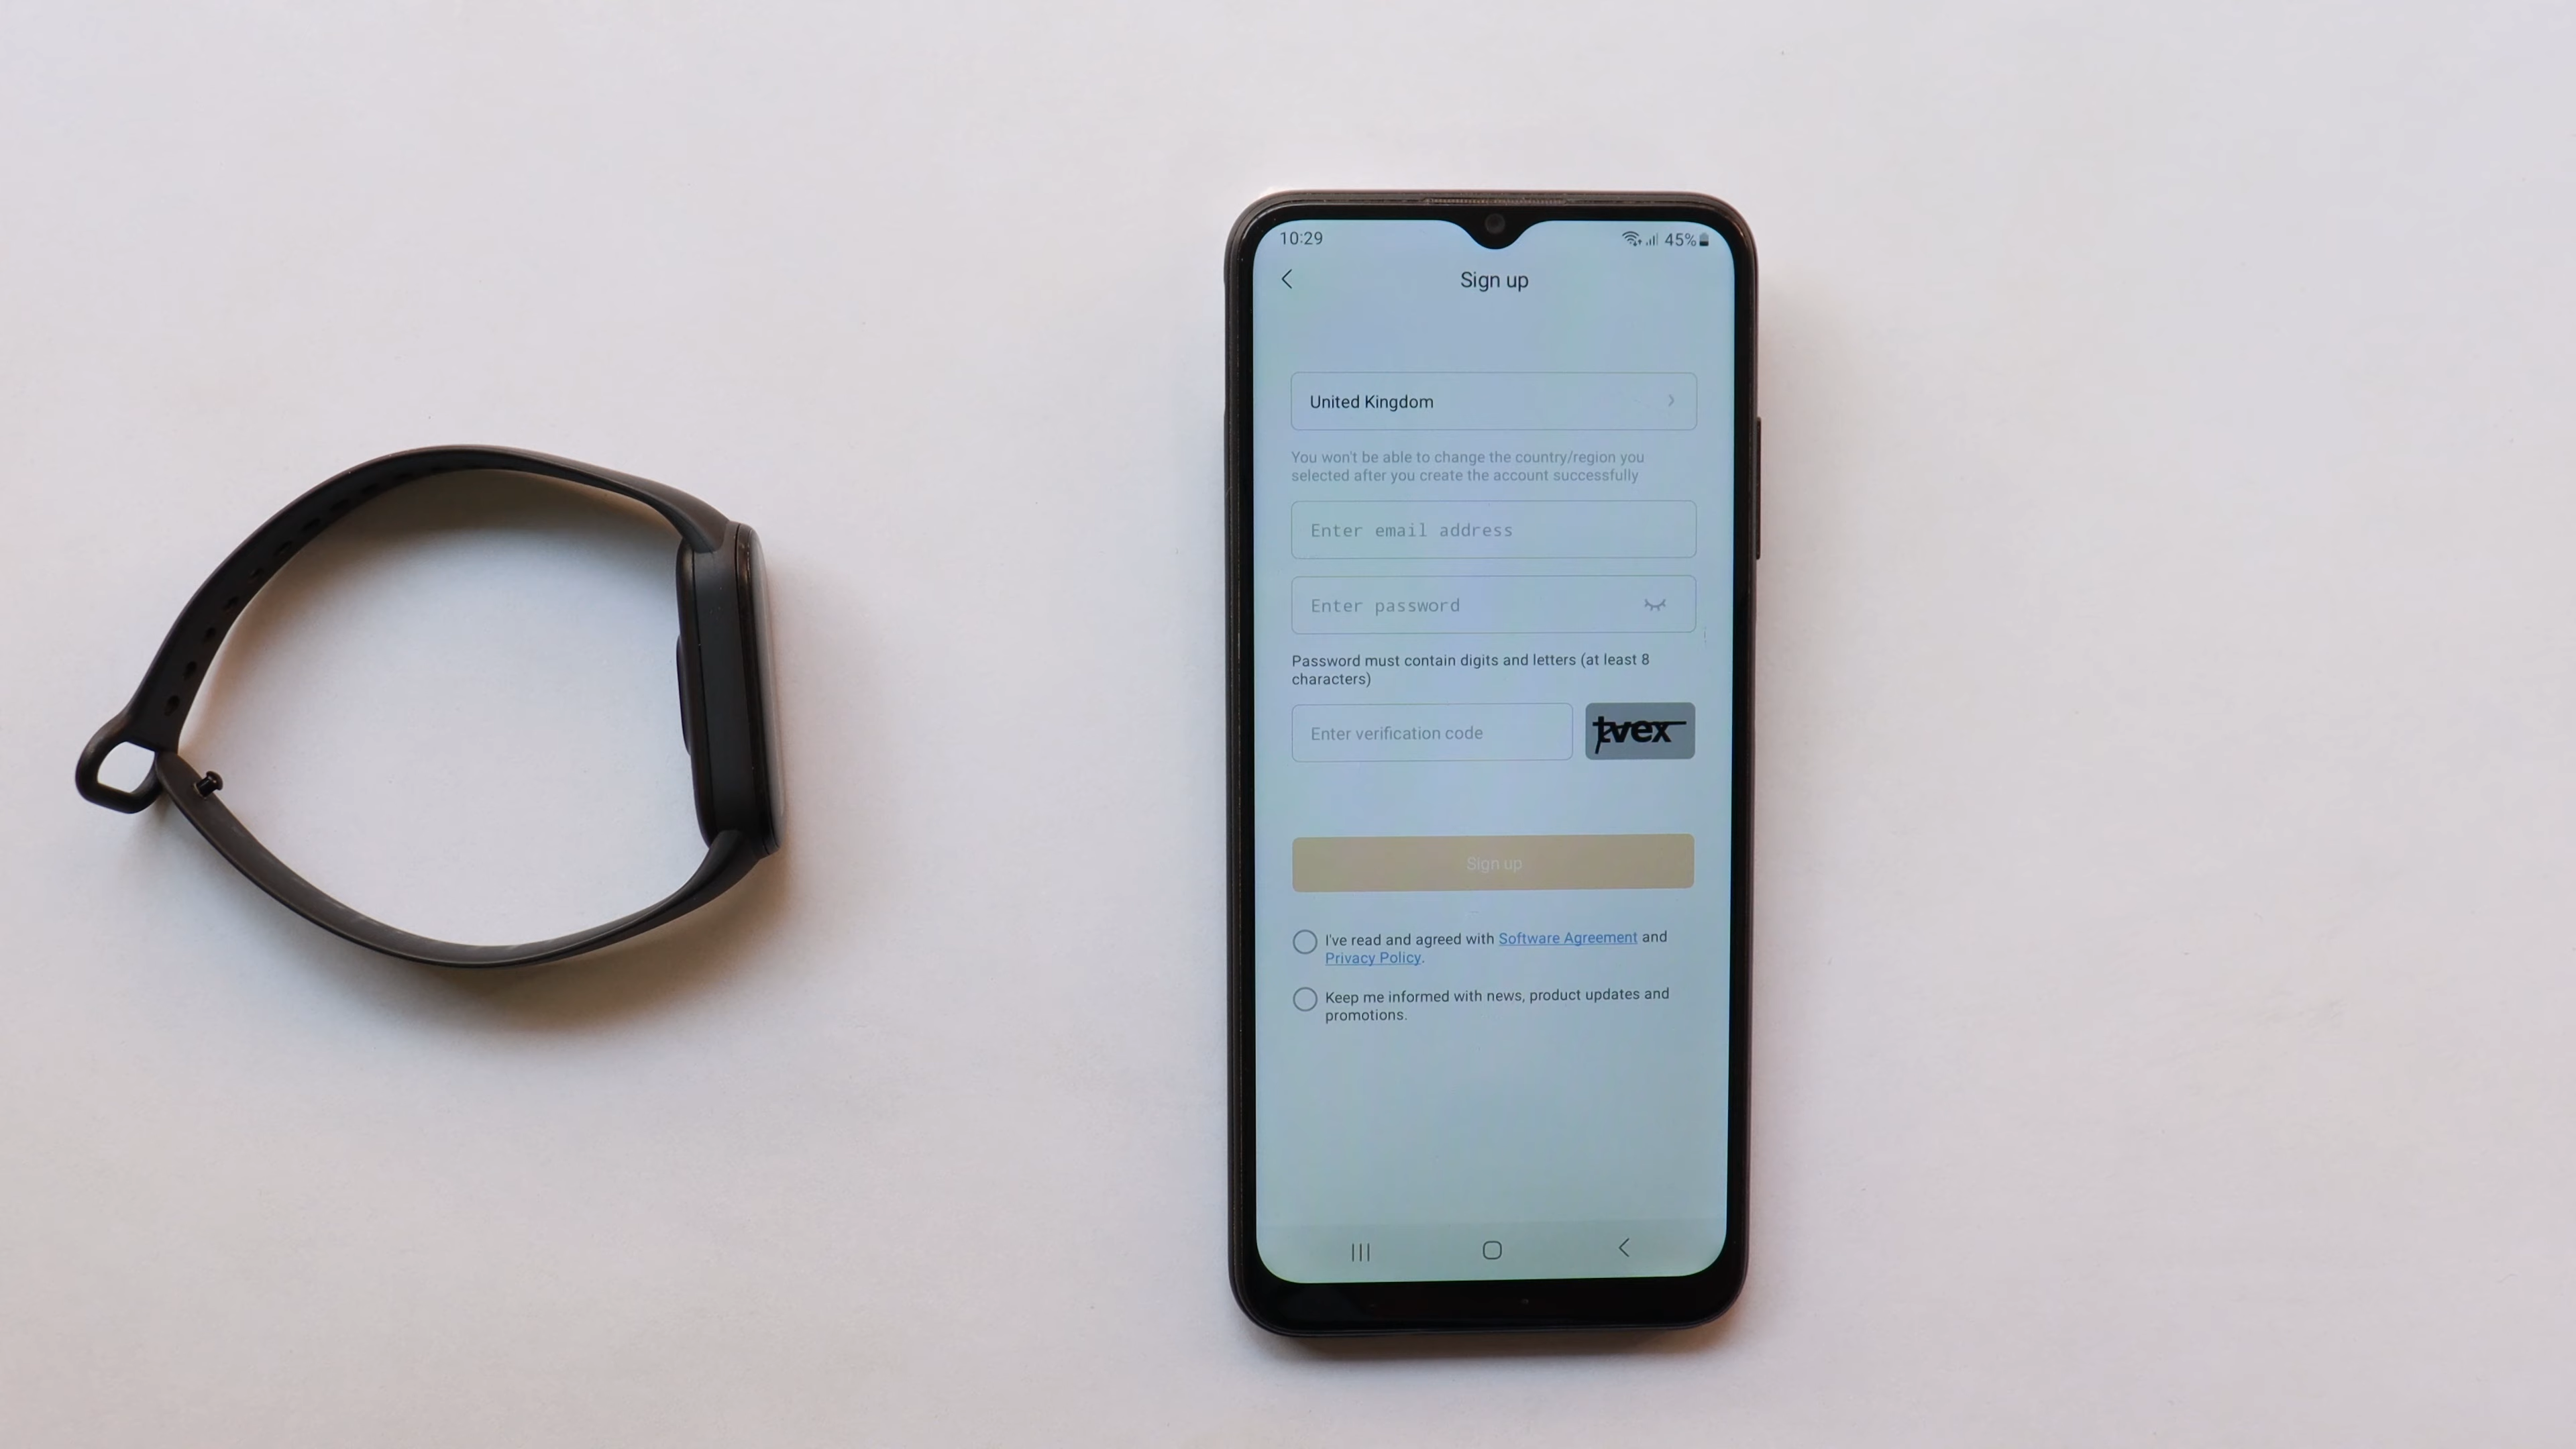 10:29
45%
Sign up
United Kingdom
You won't be able to change the country/region you
selected after you create the account successfully
Enter email address
Enter password
Password must contain digits and letters (at least 8
characters)
Enter verification code
tvex
Sign up
I've read and agreed with Software Agreement and
Privacy Policy.
Keep me informed with news, product updates and
promotions.